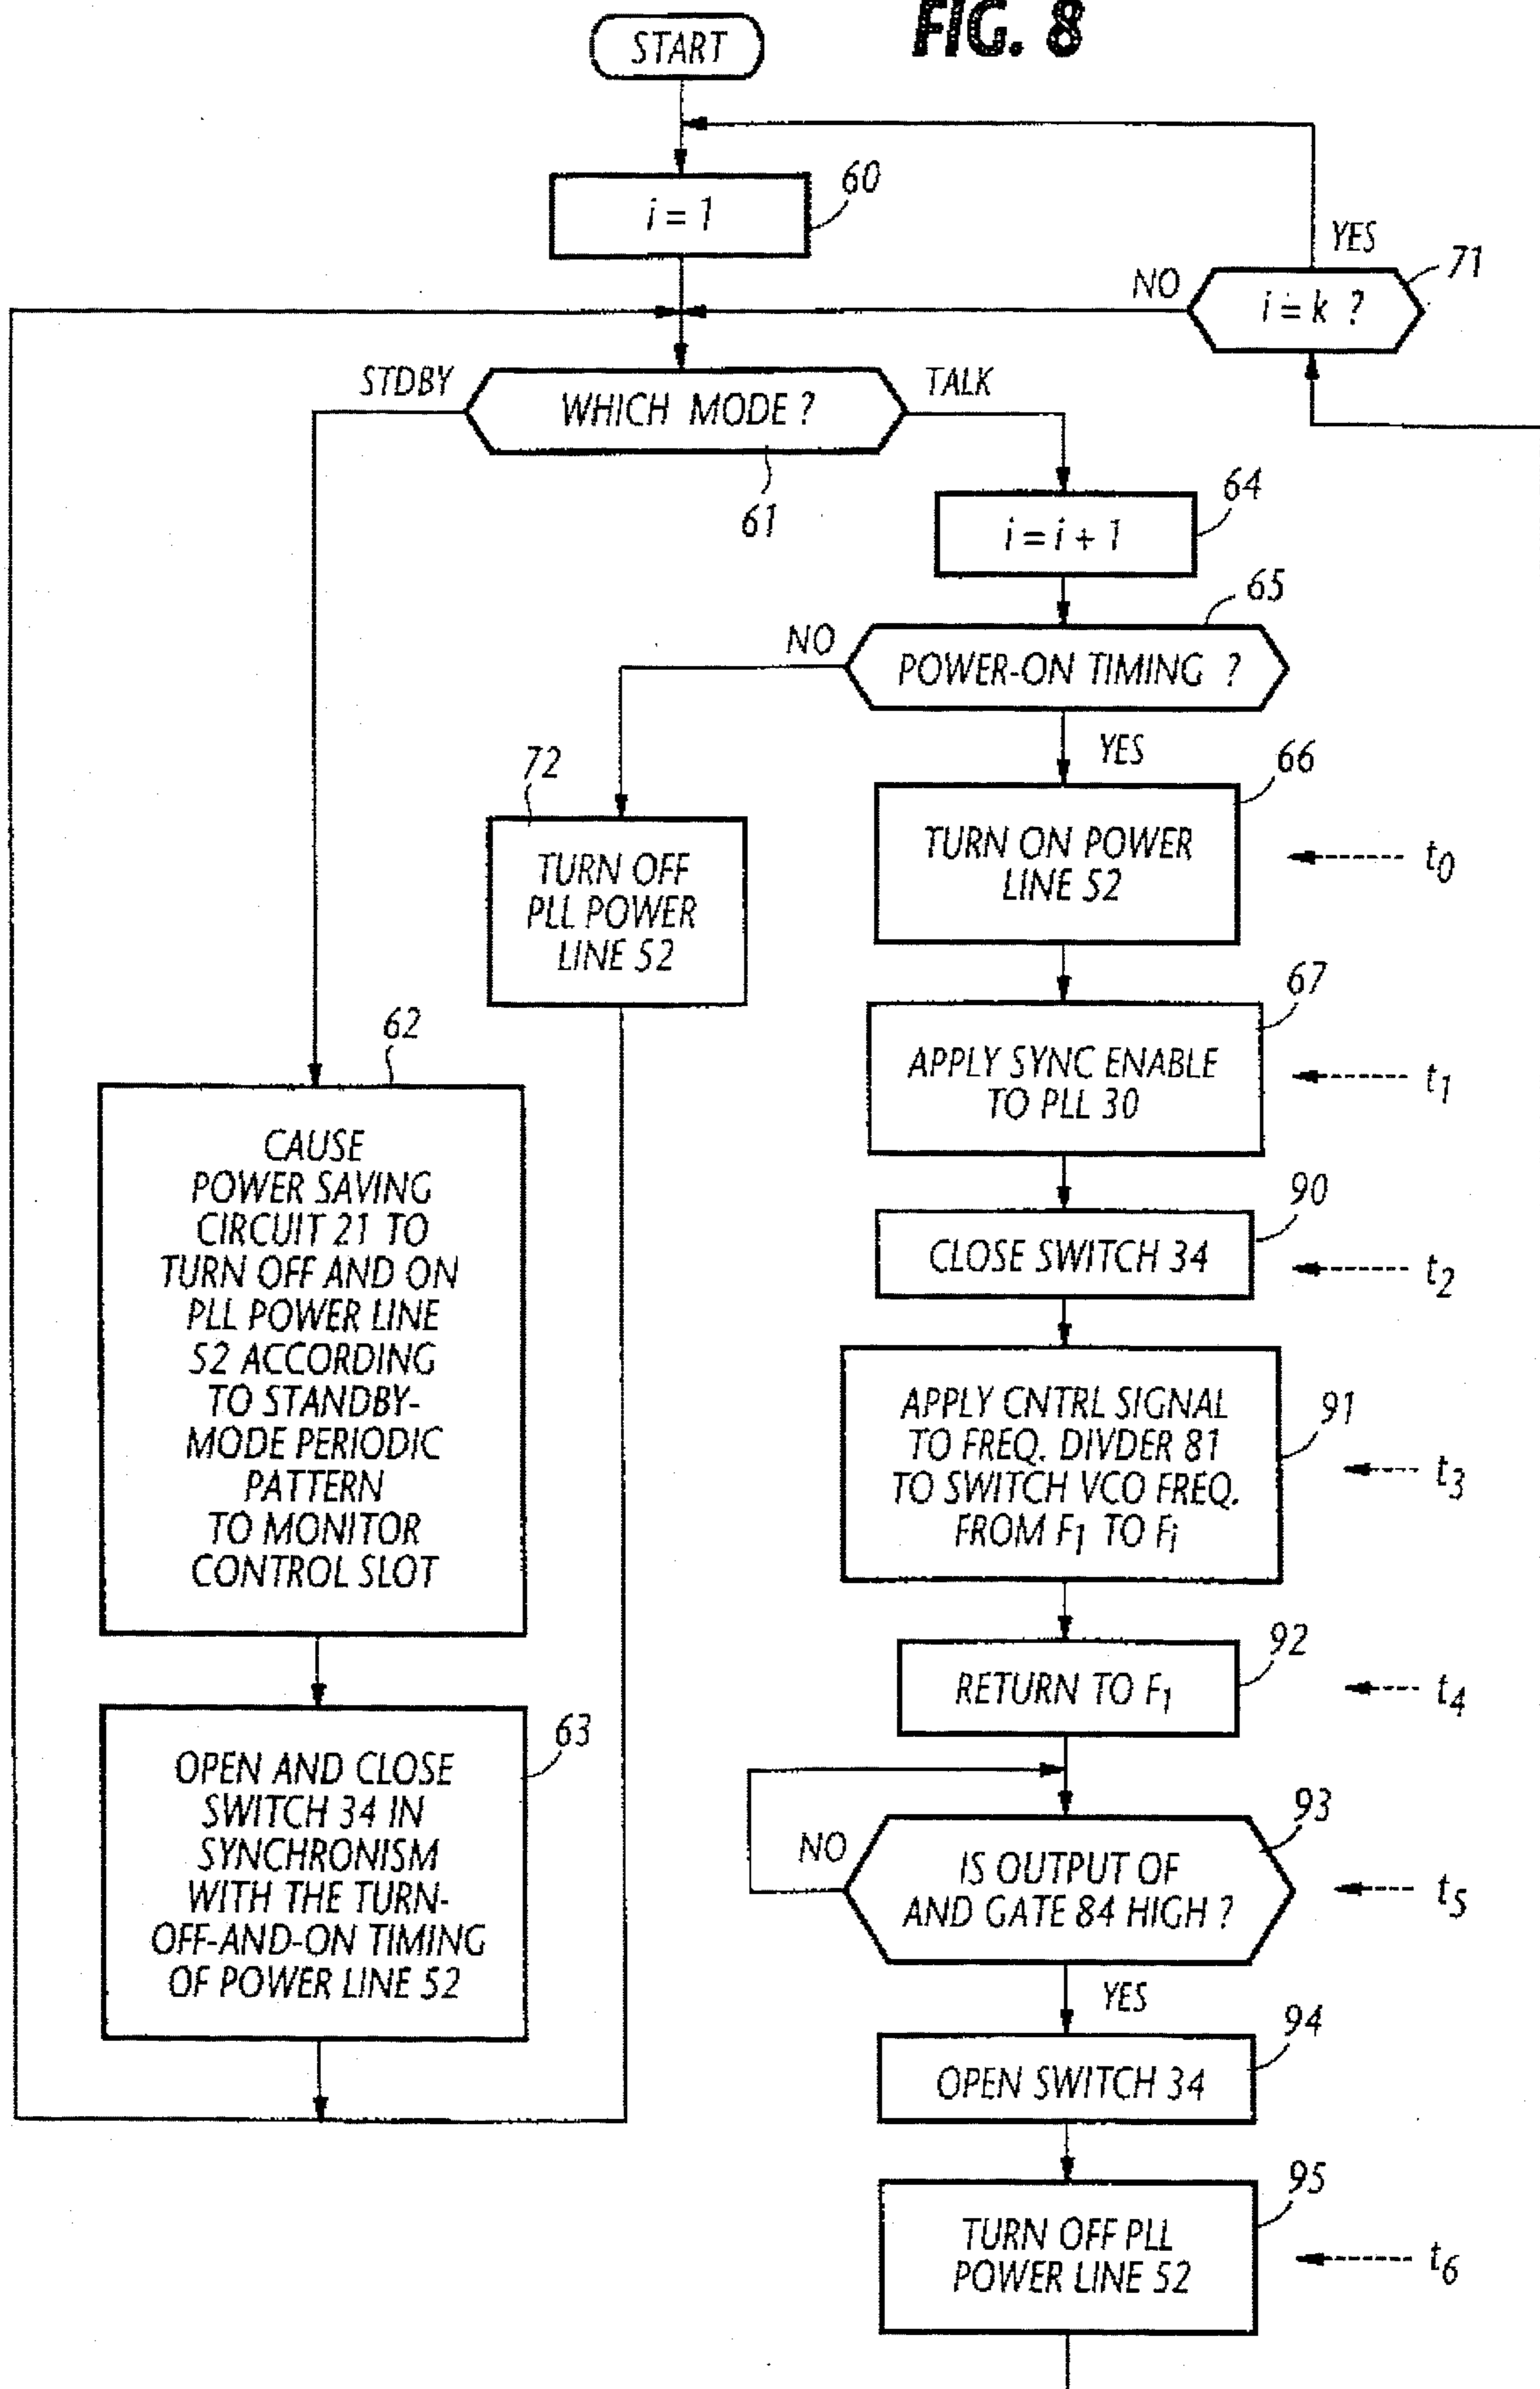 FIG. 8
START
i = 1
60
YES
NO
i = k ?
71
STDBY
WHICH MODE ?
TALK
61
i = i + 1
64
65
NO
POWER-ON TIMING ?
YES
72
TURN OFF
PLL POWER
LINE 52
66
TURN ON POWER
LINE 52
t0
67
APPLY SYNC ENABLE
TO PLL 30
t1
62
CAUSE
POWER SAVING
CIRCUIT 21 TO
TURN OFF AND ON
PLL POWER LINE
52 ACCORDING
TO STANDBY-
MODE PERIODIC
PATTERN
TO MONITOR
CONTROL SLOT
90
CLOSE SWITCH 34
t2
91
APPLY CNTRL SIGNAL
TO FREQ. DIVDER 81
TO SWITCH VCO FREQ.
FROM F1 TO Fi
t3
92
RETURN TO F1
t4
63
OPEN AND CLOSE
SWITCH 34 IN
SYNCHRONISM
WITH THE TURN-
OFF-AND-ON TIMING
OF POWER LINE 52
93
NO
IS OUTPUT OF
AND GATE 84 HIGH ?
t5
YES
94
OPEN SWITCH 34
95
TURN OFF PLL
POWER LINE 52
t6